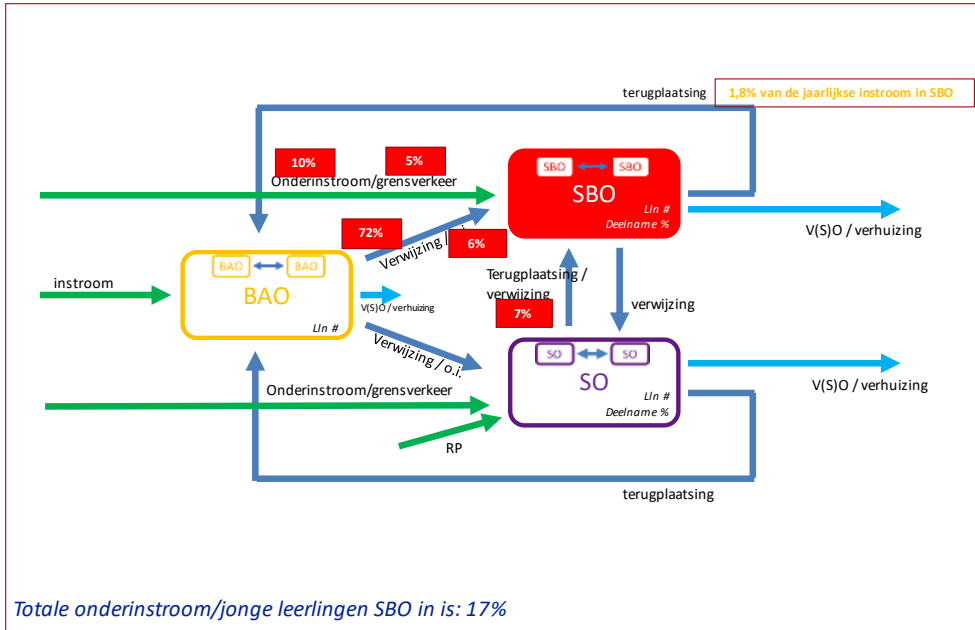 terugplaatsing
1,8% van de jaarlijkse instroom in SBO
10%
5%
Onderinstroom/grensverkeer
SBO
SBO
SBO
Lln #
Deelname %
V(S)O / verhuizing
72%
Verwijzing / o.i.
6%
BAO
BAO
BAO
Lln #
instroom
V(S)O / verhuizing
Terugplaatsing /
verwijzing
7%
verwijzing
Verwijzing / o.i.
SO
SO
SO
Lln #
Deelname %
V(S)O / verhuizing
Onderinstroom/grensverkeer
RP
terugplaatsing
Totale onderinstroom/jonge leerlingen SBO in is: 17%